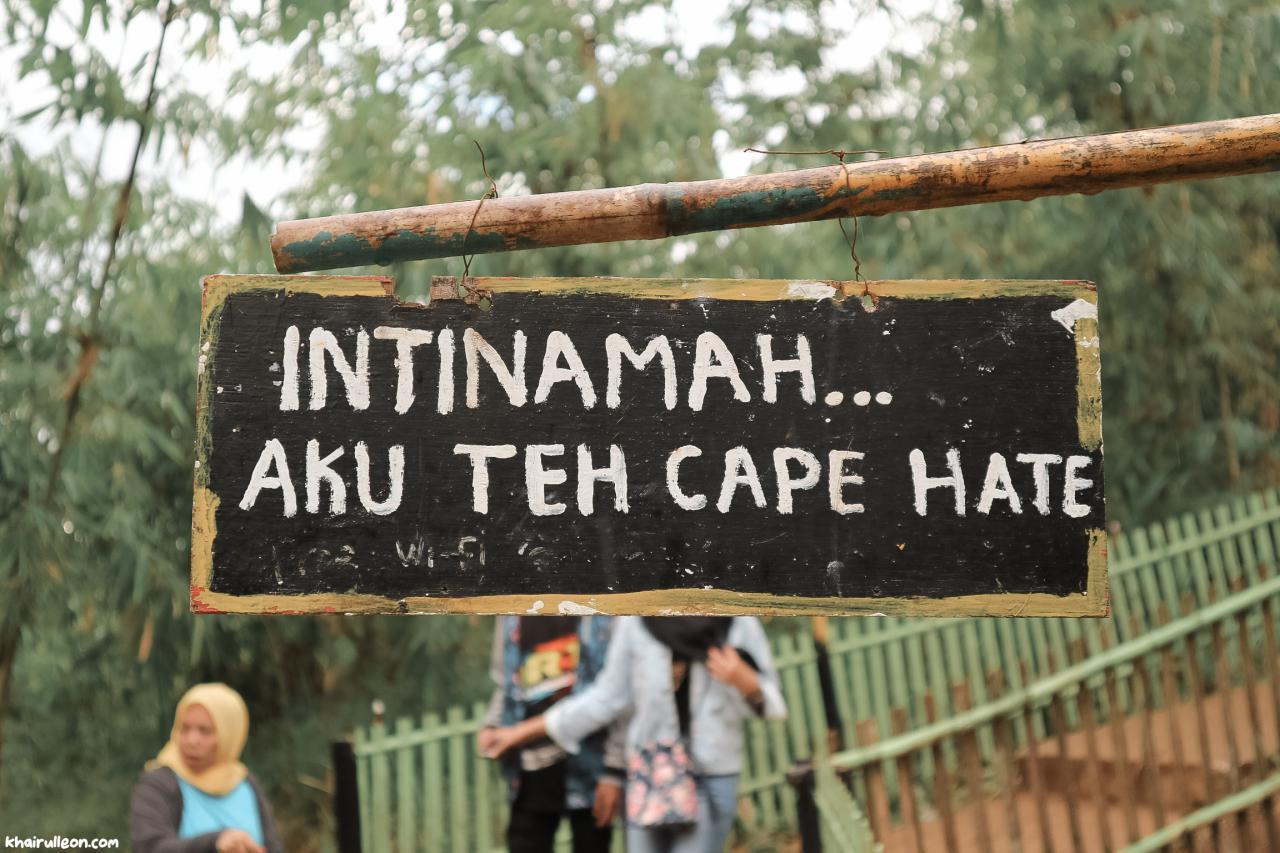 INTINAMAH...
AKU TEH CAPE HATE
Wi-Fi
khairulleon.com